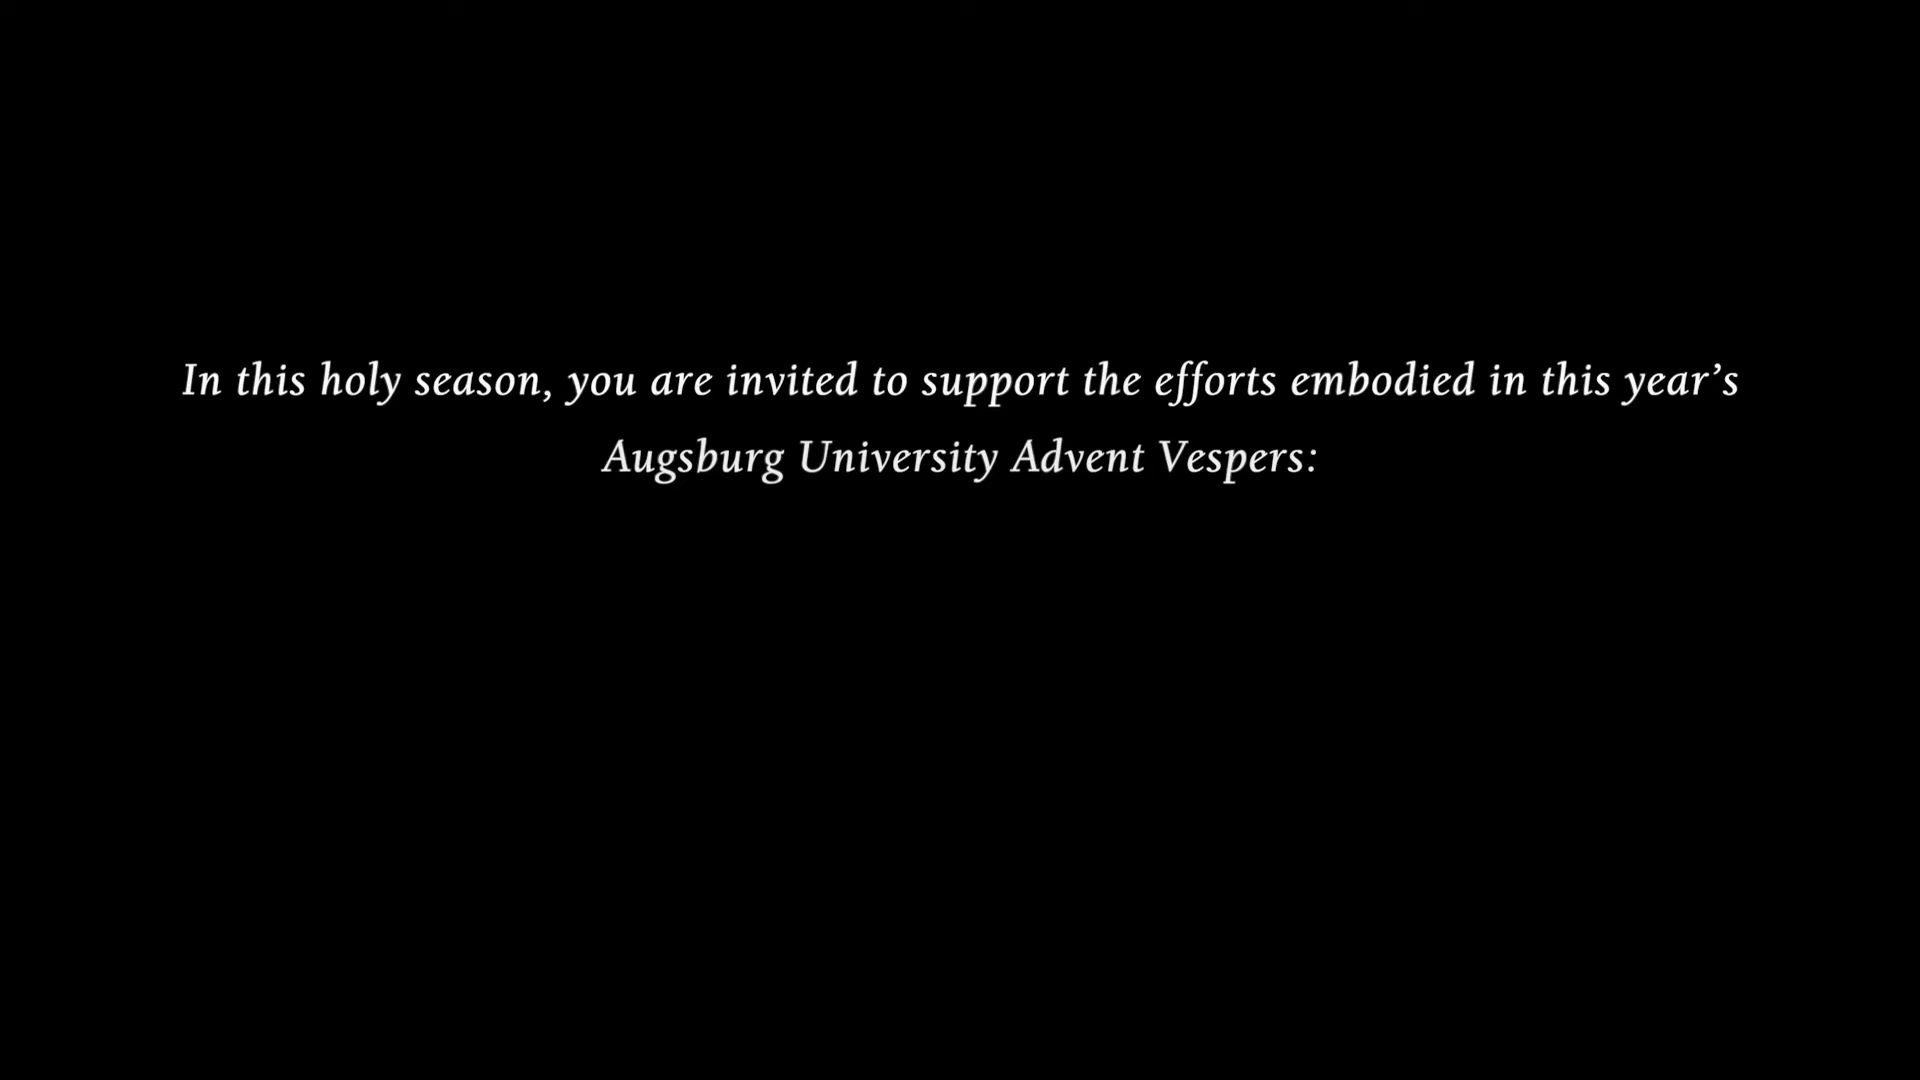 In this holy season, you are invited to support the efforts embodied in this year’s
Augsburg University Advent Vespers: